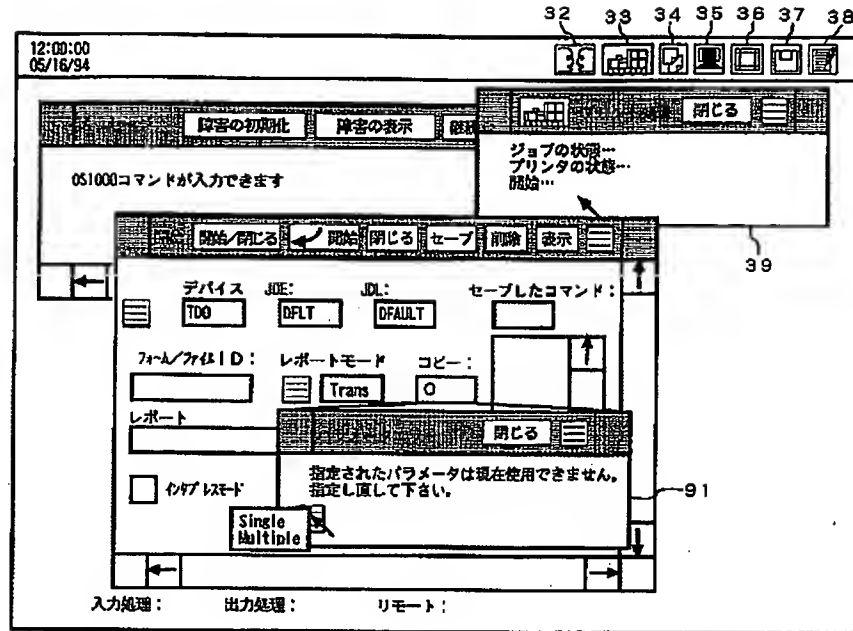 32 33 34 35 36 37 38
12:00:00
05/16/94
障害の初期化 障害の表示 継続
閉じる
ジョブの状態…
プリンタの状態…
開始…
OS1000コマンドが入力できます
39
開始/閉じる 開始 閉じる セーブ 削除 表示
デバイス JDE: JDL: セーブしたコマンド:
TDO DFLT DFAULT
フォーム/ファイルID: レポートモード コピー:
Trans 0
レポート
閉じる
指定されたパラメータは現在使用できません。
指定し直して下さい。
91
インタプレスモード
Single
Multiple
入力処理: 出力処理: リモート: